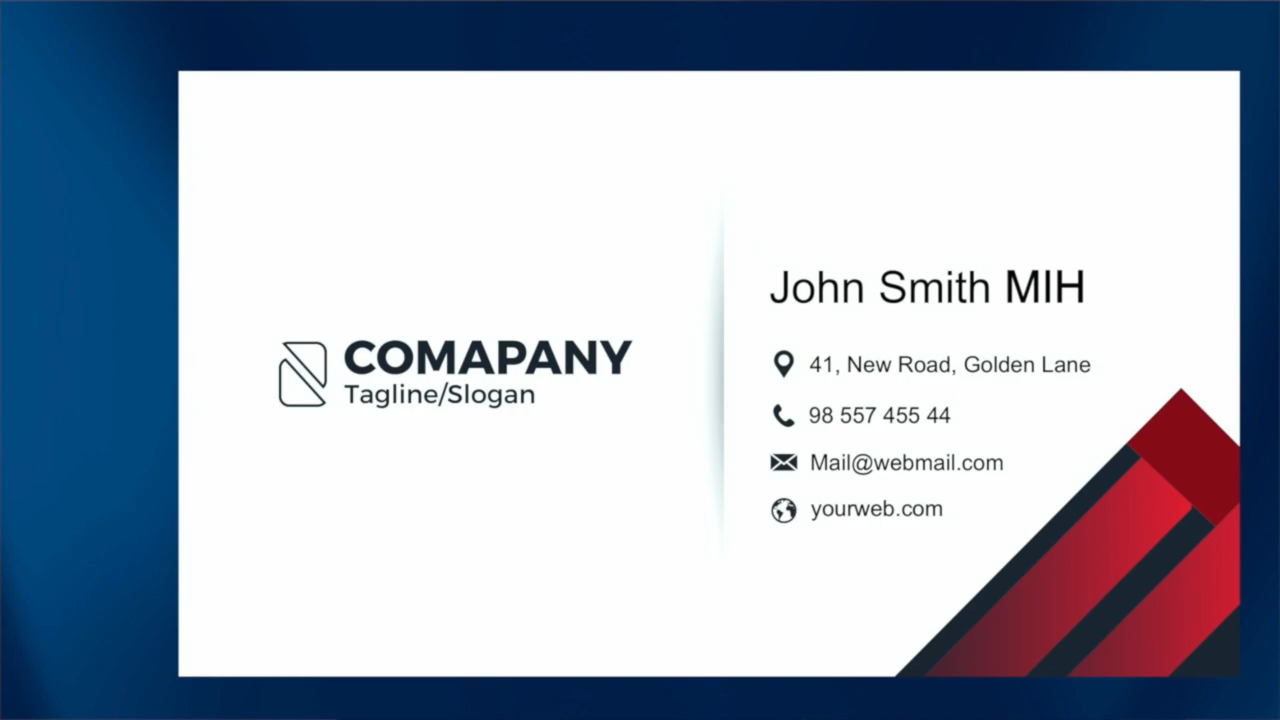 COMAPANY
Tagline/Slogan
John Smith MIH
41, New Road, Golden Lane
98 557 455 44
Mail@webmail.com
yourweb.com